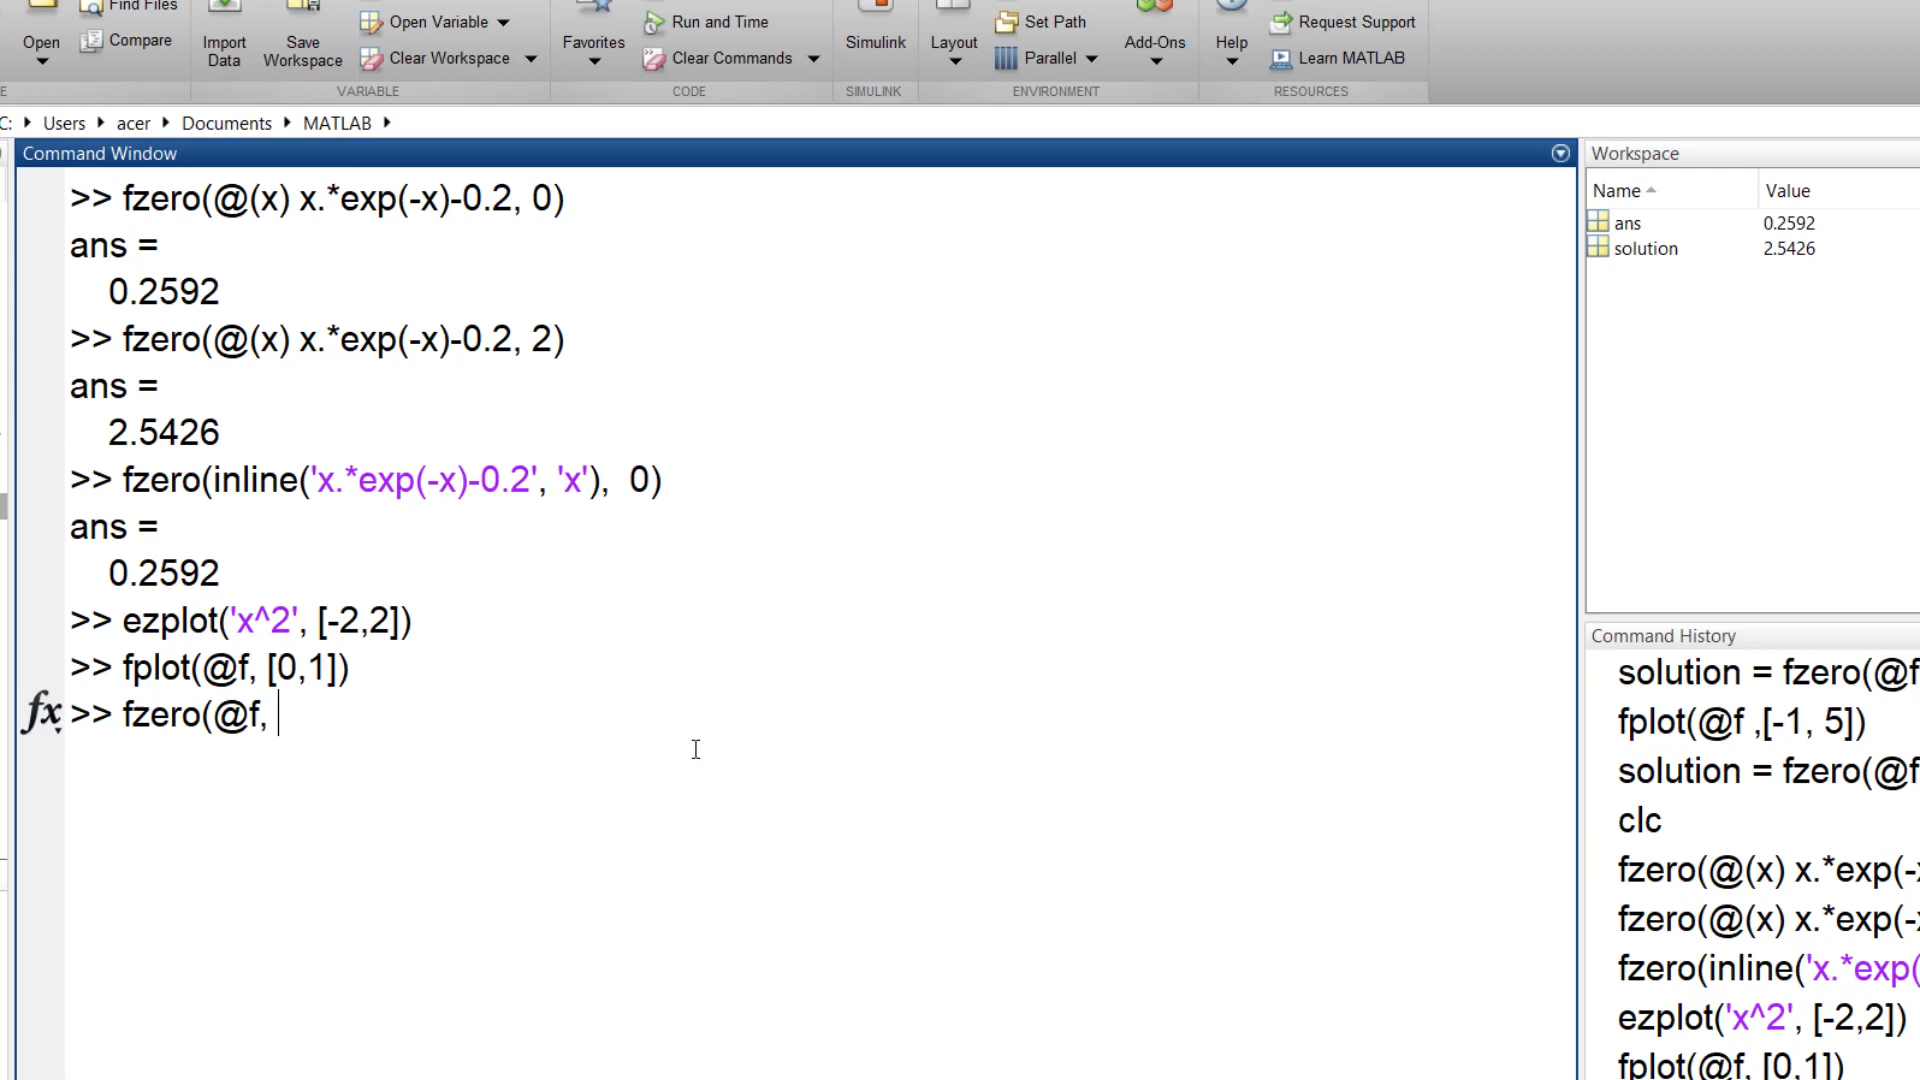 Find Files
Open
Compare
Import Data
Save Workspace
Open Variable
Clear Workspace
Favorites
Run and Time
Clear Commands
Simulink
Layout
Set Path
Parallel
Add-Ons
Help
Request Support
Learn MATLAB
E
VARIABLE
CODE
SIMULINK
ENVIRONMENT
RESOURCES
C: Users acer Documents MATLAB
Command Window
>> fzero(@(x) x.*exp(-x)-0.2, 0)
ans =
0.2592
>> fzero(@(x) x.*exp(-x)-0.2, 2)
ans =
2.5426
>> fzero(inline('x.*exp(-x)-0.2', 'x'),  0)
ans =
0.2592
>> ezplot('x^2', [-2,2])
>> fplot(@f, [0,1])
fx >> fzero(@f,
Workspace
Name Value
ans 0.2592
solution 2.5426
Command History
solution = fzero(@f
fplot(@f ,[-1, 5])
solution = fzero(@f
clc
fzero(@(x) x.*exp(-x
fzero(@(x) x.*exp(-x
fzero(inline('x.*exp(
ezplot('x^2', [-2,2])
fplot(@f, [0,1])